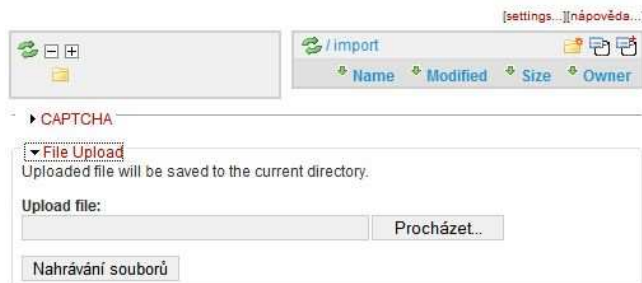 [settings...][nápověda...]
/ import
Name Modified Size Owner
CAPTCHA
File Upload
Uploaded file will be saved to the current directory.
Upload file:
Procházet...
Nahrávání souborů